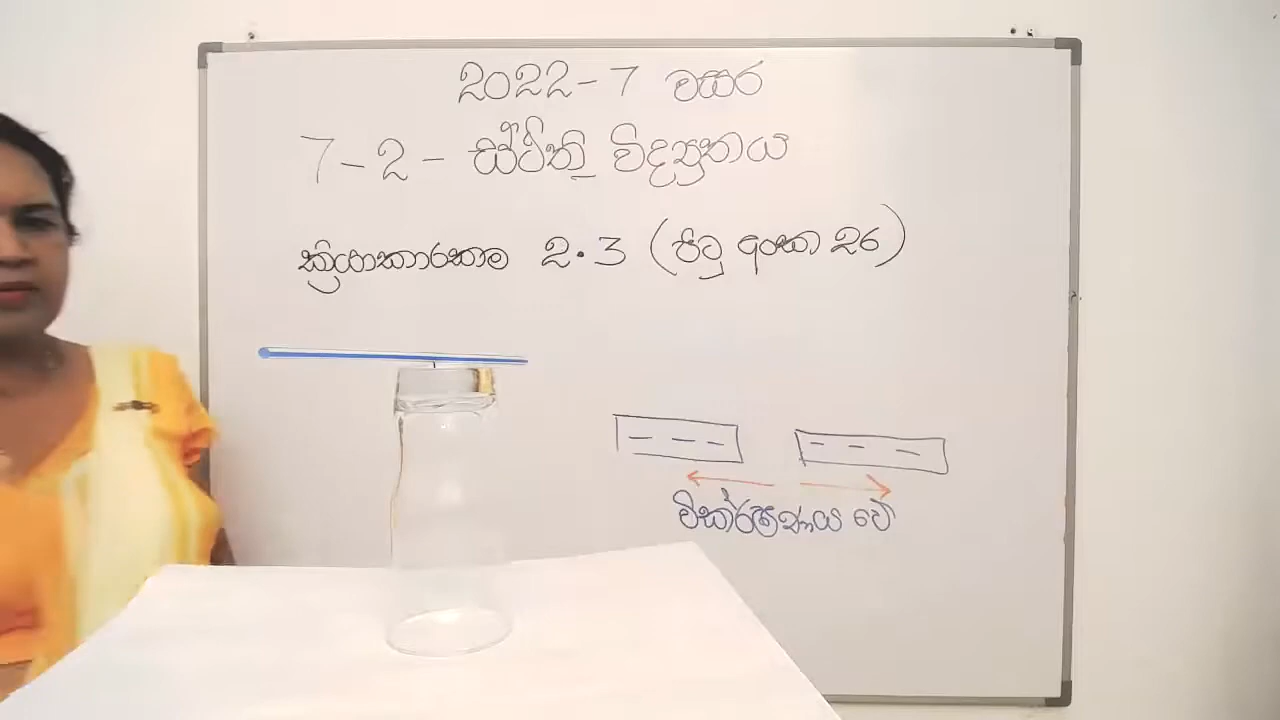 2022-7 වසර
7-2- ස්ථිති විද්‍යුතය
ක්‍රියාකාරකම 2.3 (පිටු අංක 26)
විකර්ෂණය වේ